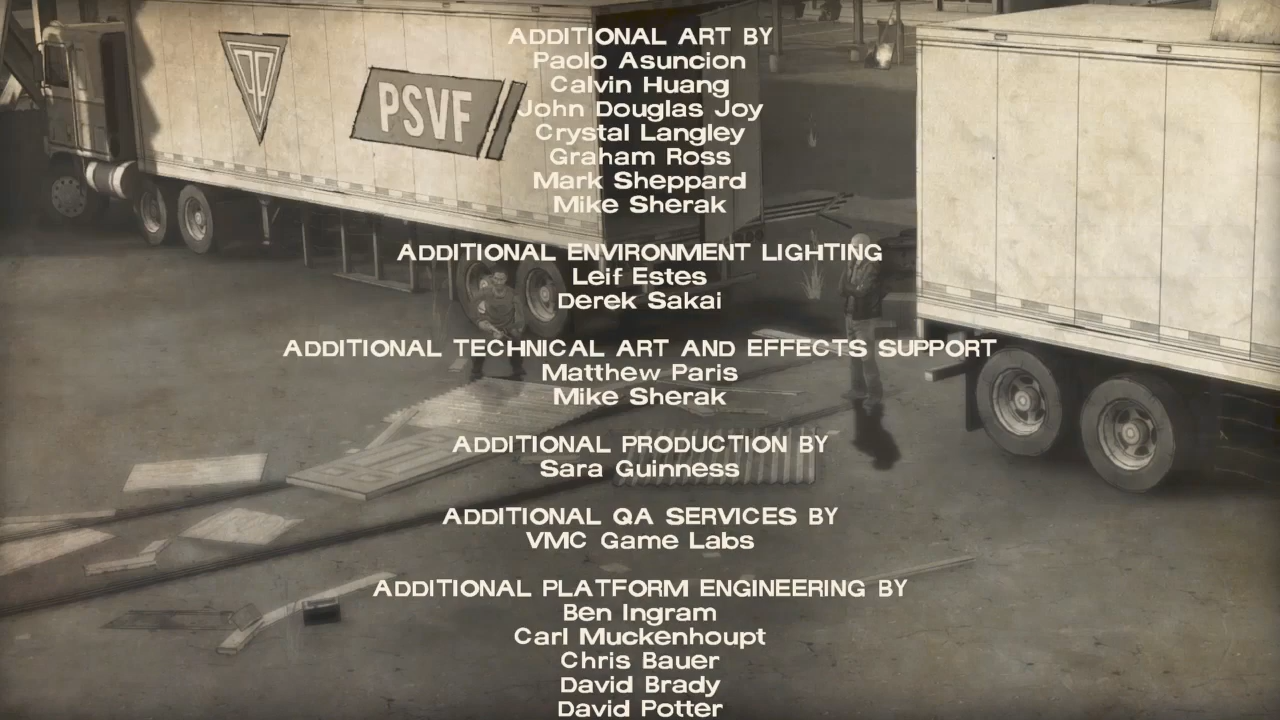 PSVF
ADDITIONAL ART BY
Paolo Asuncion
Calvin Huang
John Douglas Joy
Crystal Langley
Graham Ross
Mark Sheppard
Mike Sherak
ADDITIONAL ENVIRONMENT LIGHTING
Leif Estes
Derek Sakai
ADDITIONAL TECHNICAL ART AND EFFECTS SUPPORT
Matthew Paris
Mike Sherak
ADDITIONAL PRODUCTION BY
Sara Guinness
ADDITIONAL QA SERVICES BY
VMC Game Labs
ADDITIONAL PLATFORM ENGINEERING BY
Ben Ingram
Carl Muckenhoupt
Chris Bauer
David Brady
David Potter